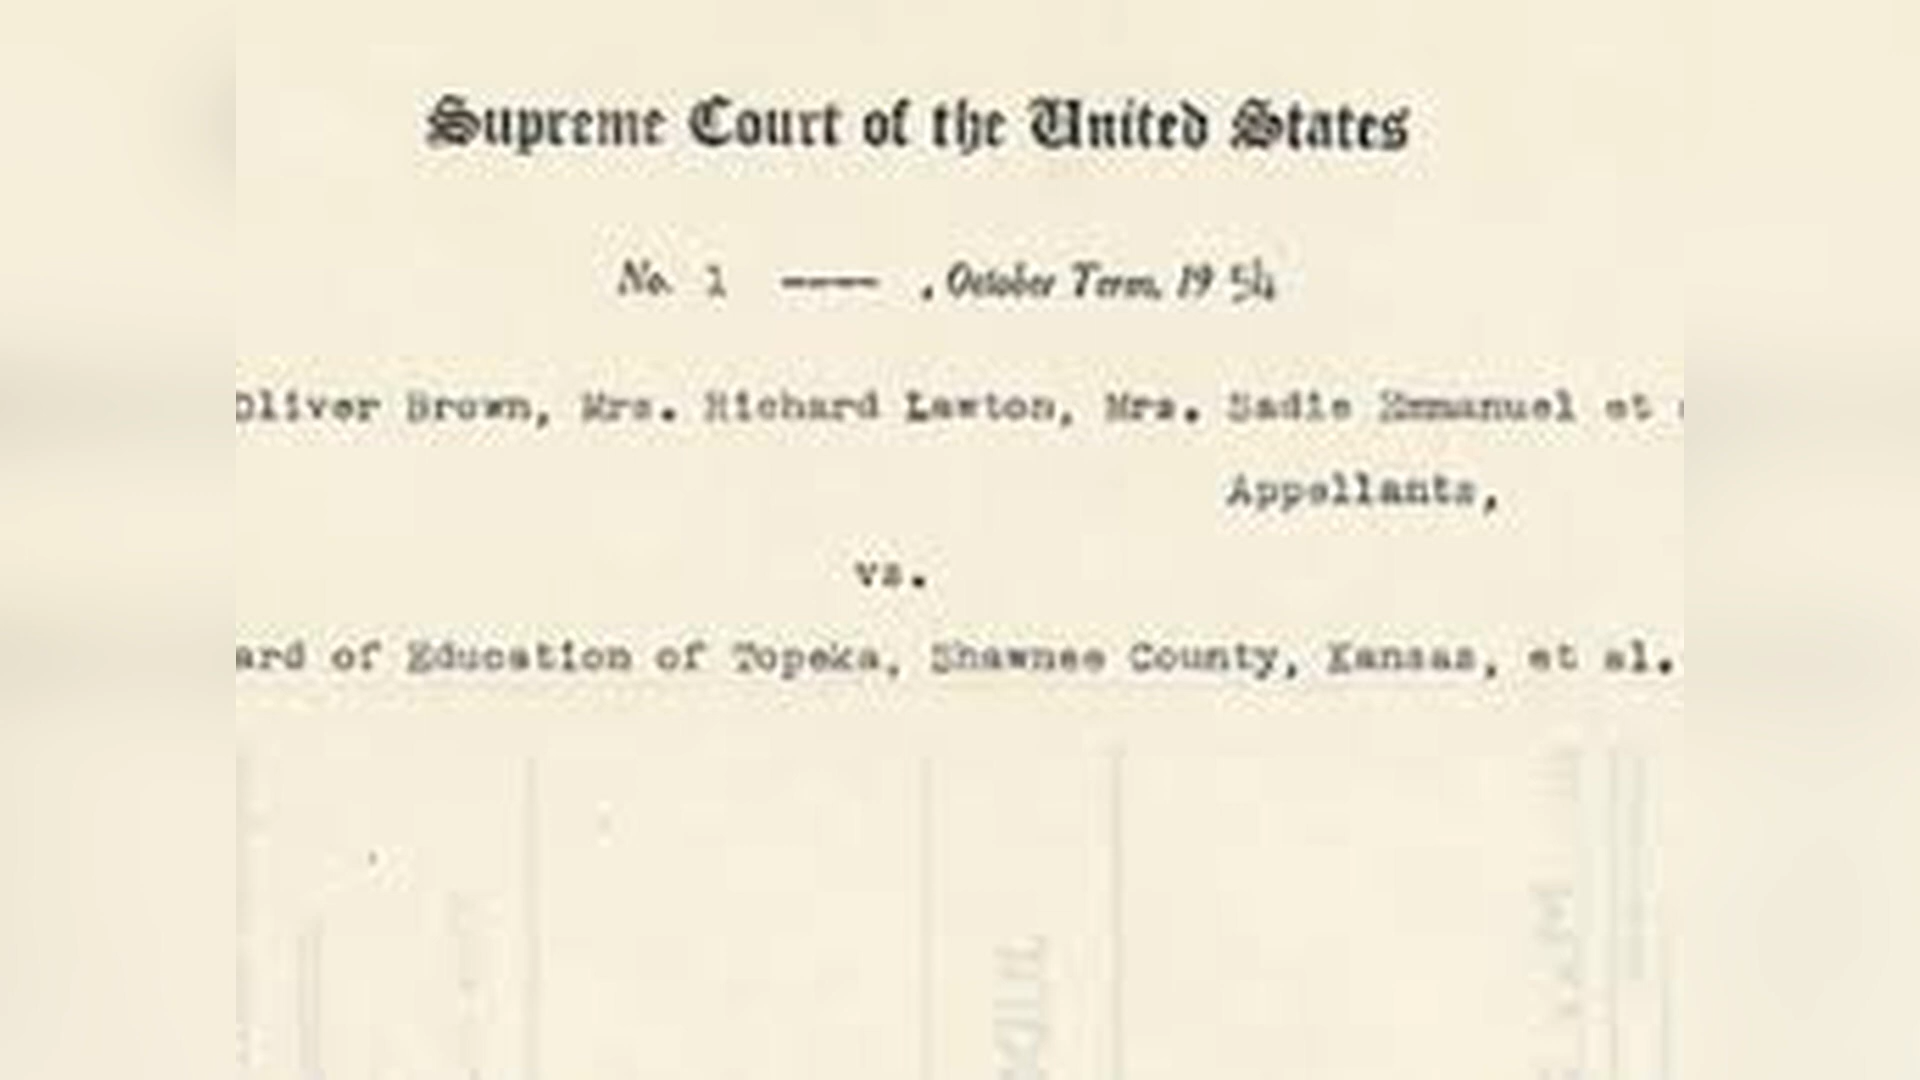 Supreme Court of the United States
No. 1 ---- , October Term, 19 54
Oliver Brown, Mrs. Richard Lawton, Mrs. Sadie Emmanuel et
Appellants,
vs.
ard of Education of Topeka, Shawnee County, Kansas, et al.